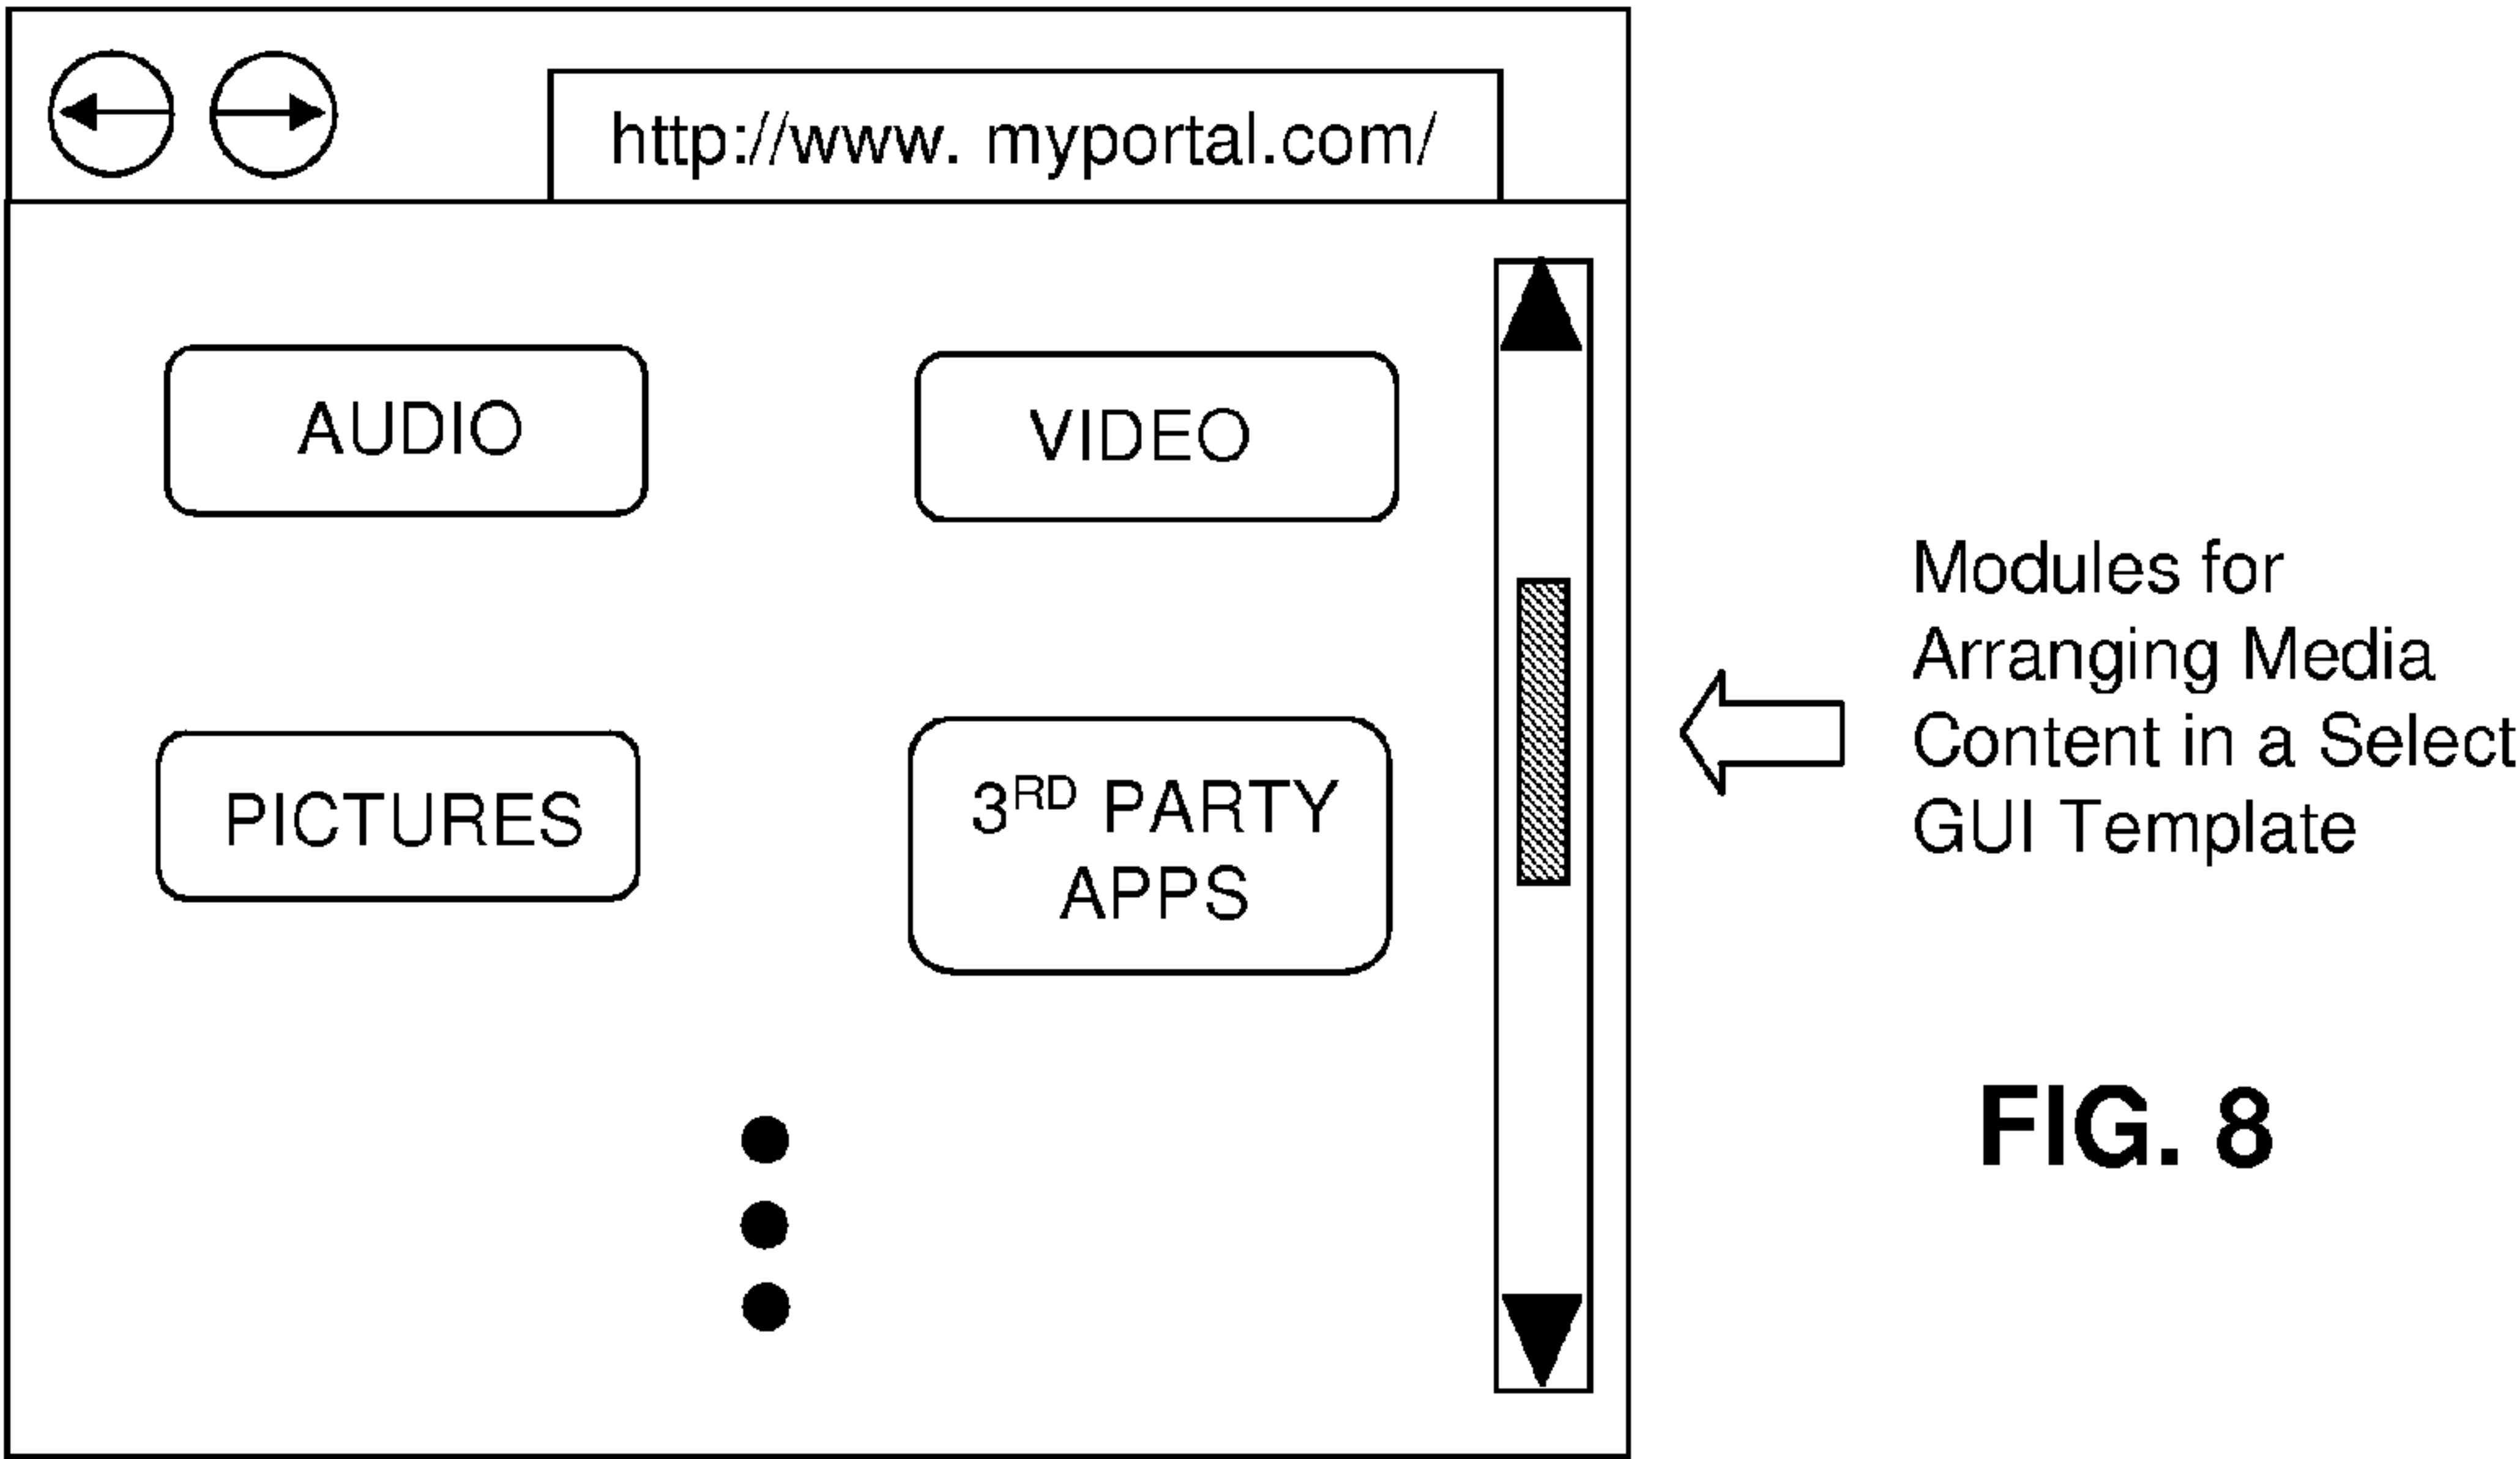 http://www. myportal.com/
AUDIO
VIDEO
PICTURES
3RD PARTY
APPS
Modules for
Arranging Media
Content in a Select
GUI Template
FIG. 8